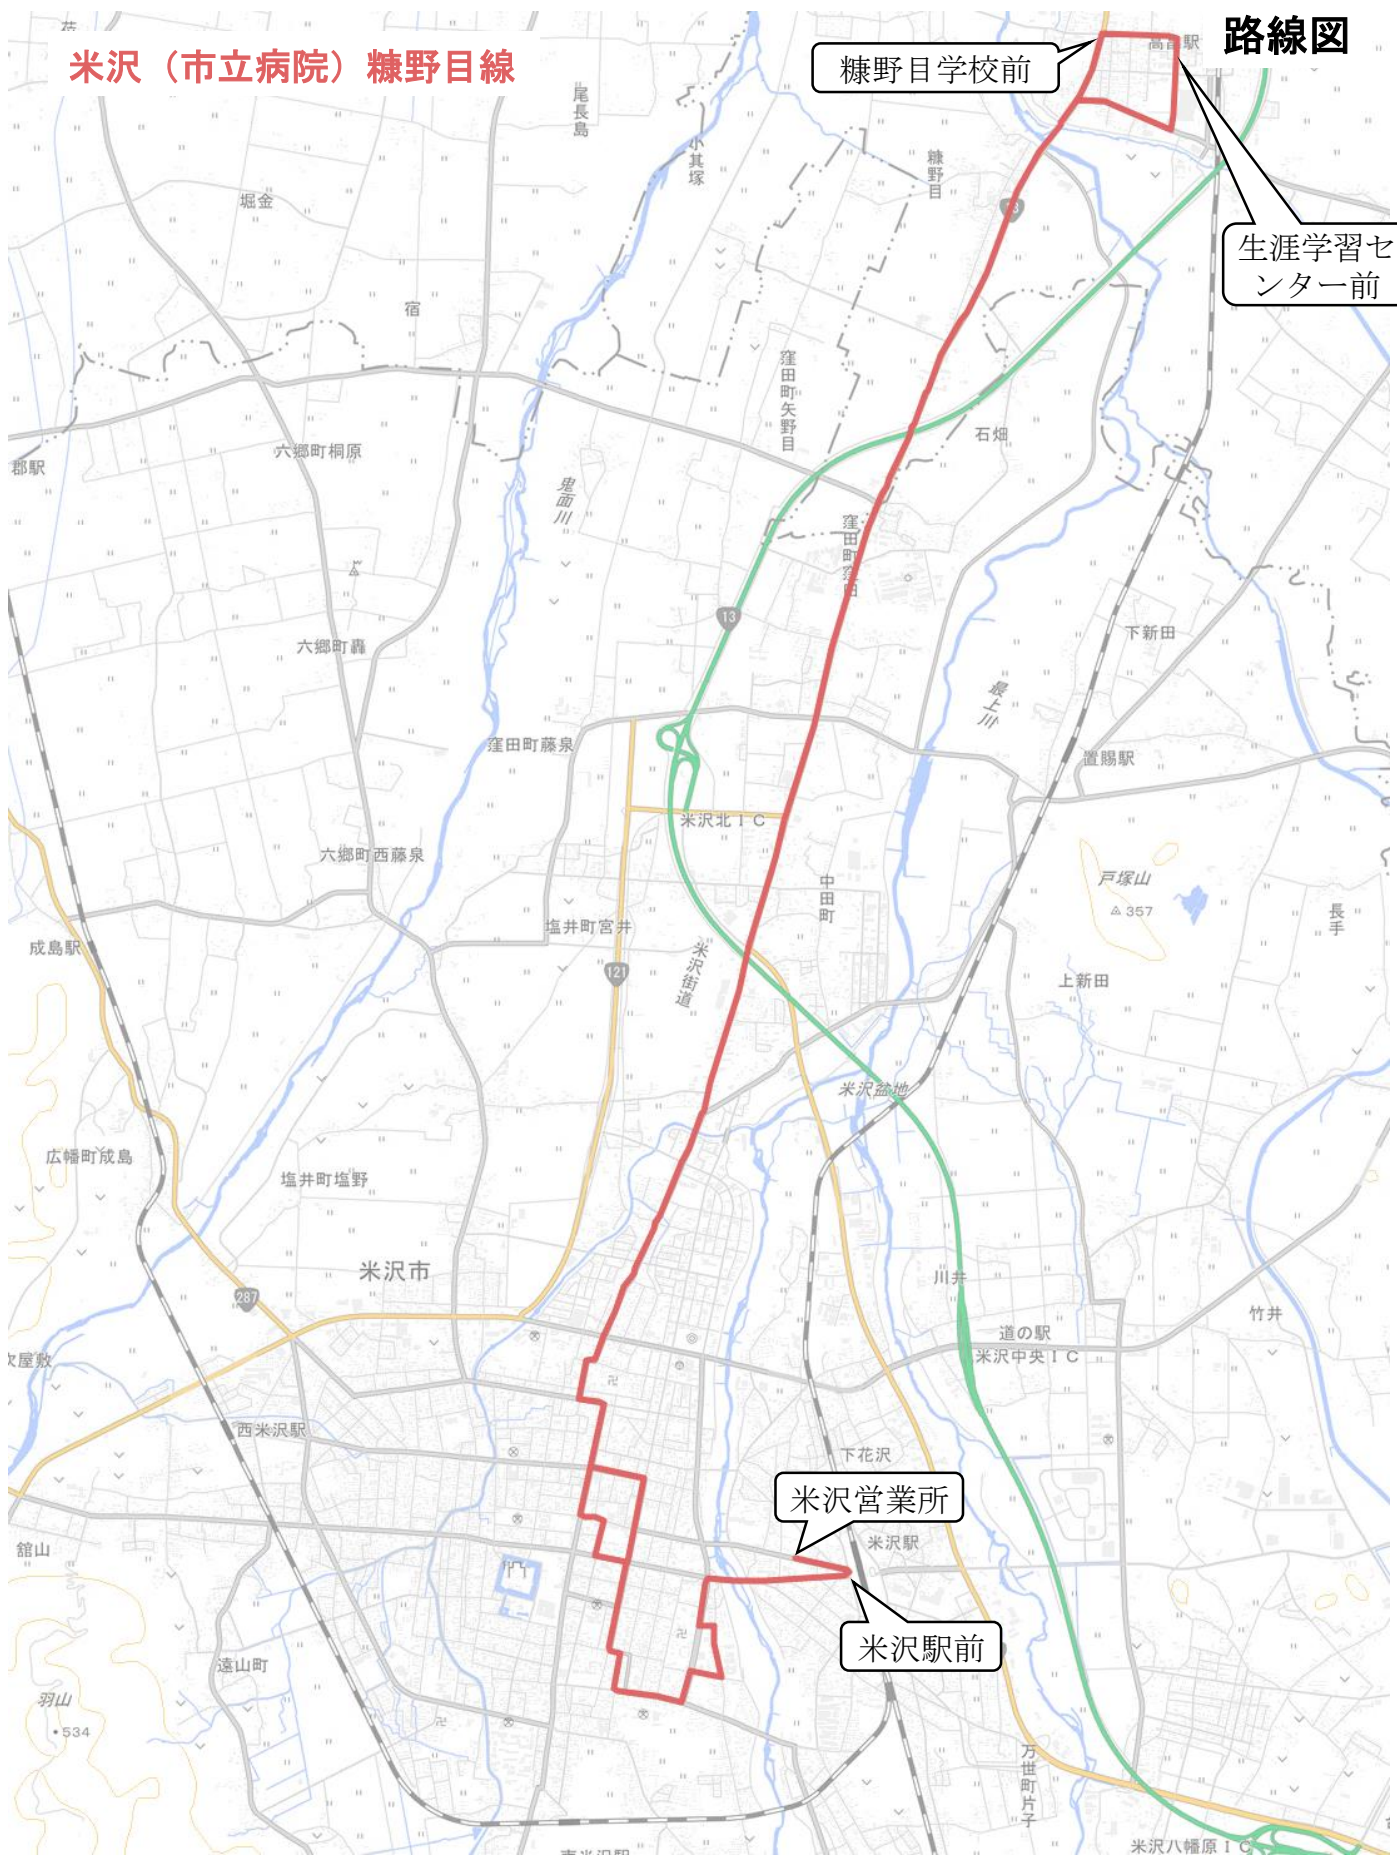 路線図
米沢（市立病院）糠野目線
糠野目学校前
高畠駅
尾長島
小其塚
糠野目
堀金
13
生涯学習セ
ンター前
宿
窪田町矢野目
石畑
六郷町桐原
郡駅
鬼面川
窪田町窪田
13
下新田
六郷町轟
最上川
窪田町藤泉
置賜駅
米沢北ＩＣ
六郷町西藤泉
戸塚山
357
中田町
長手
塩井町宮井
成島駅
米沢街道
121
上新田
米沢盆地
広幡町成島
塩井町塩野
米沢市
川井
287
竹井
道の駅
米沢中央ＩＣ
西米沢駅
下花沢
米沢営業所
舘山
米沢駅
米沢駅前
遠山町
羽山
534
万世町片子
米沢八幡原ＩＣ